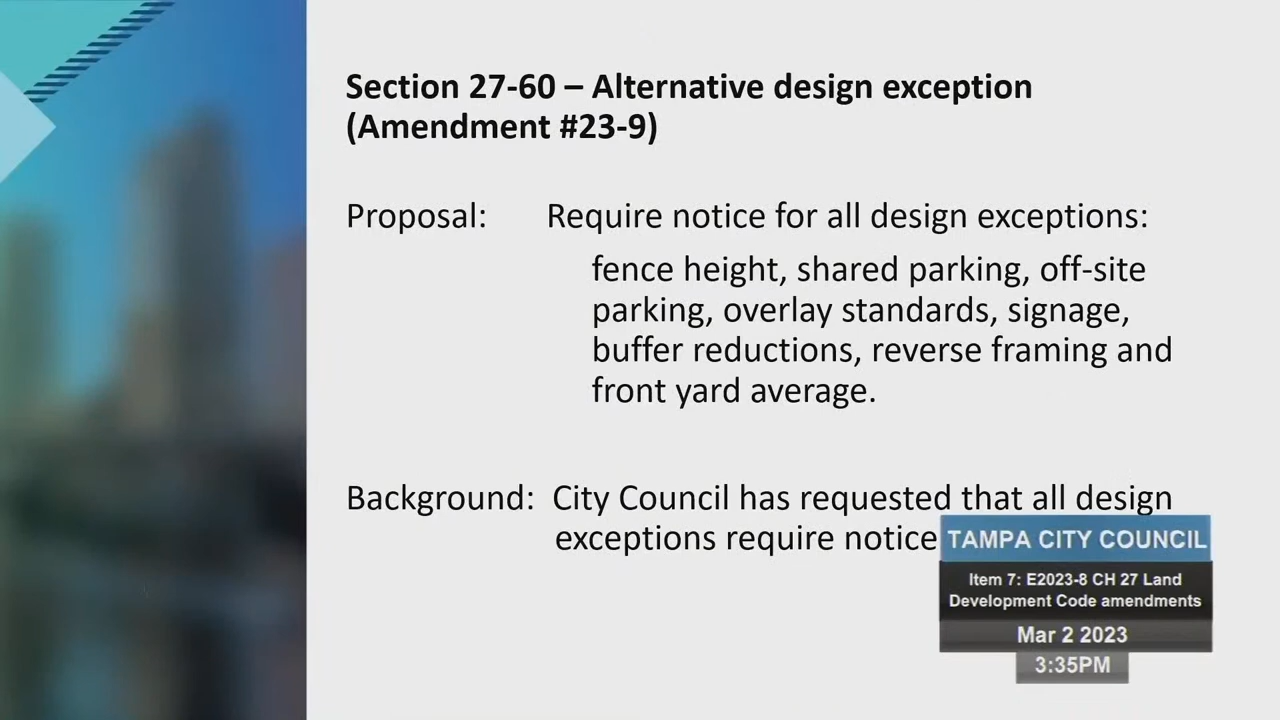 Section 27-60 – Alternative design exception
(Amendment #23-9)
Proposal: Require notice for all design exceptions:
fence height, shared parking, off-site
parking, overlay standards, signage,
buffer reductions, reverse framing and
front yard average.
Background: City Council has requested that all design
exceptions require notice
TAMPA CITY COUNCIL
Item 7: E2023-8 CH 27 Land
Development Code amendments
Mar 2 2023
3:35PM